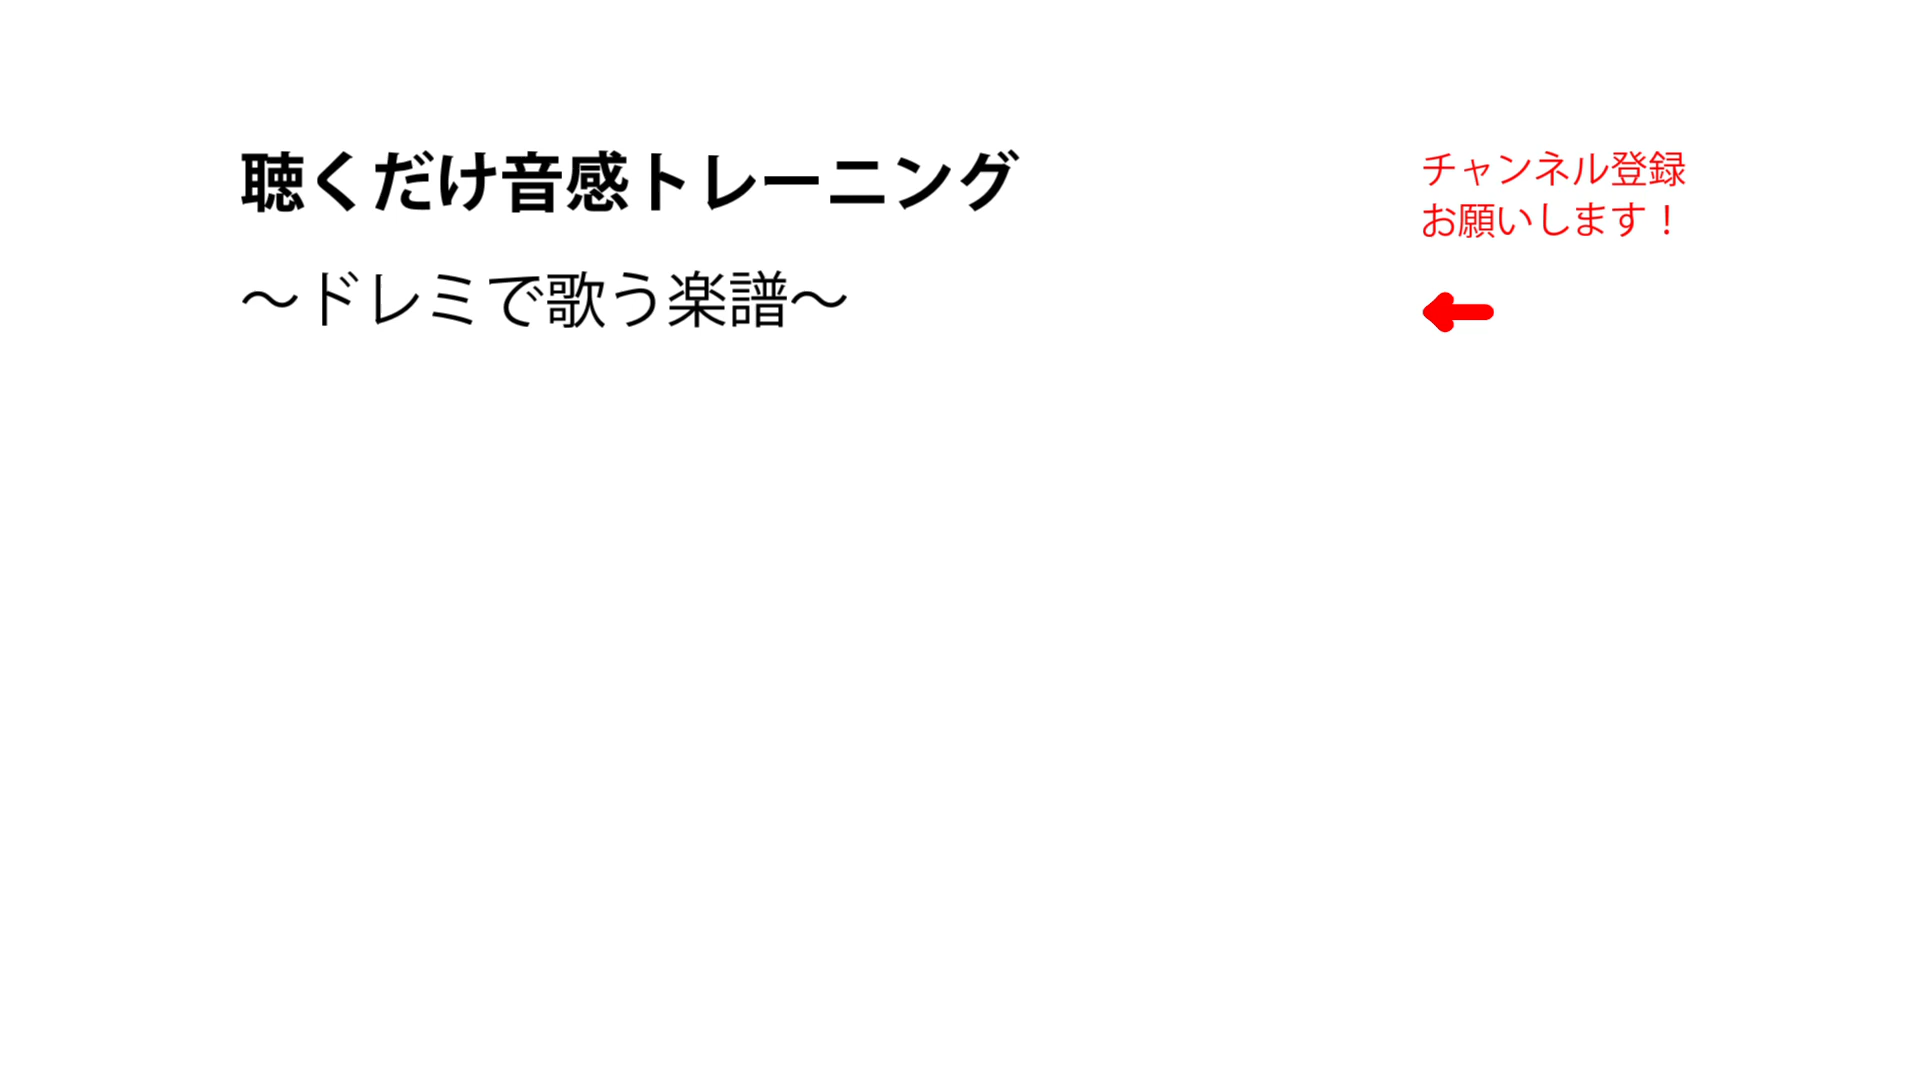 聴くだけ音感トレーニング
～ドレミで歌う楽譜～
チャンネル登録
お願いします！